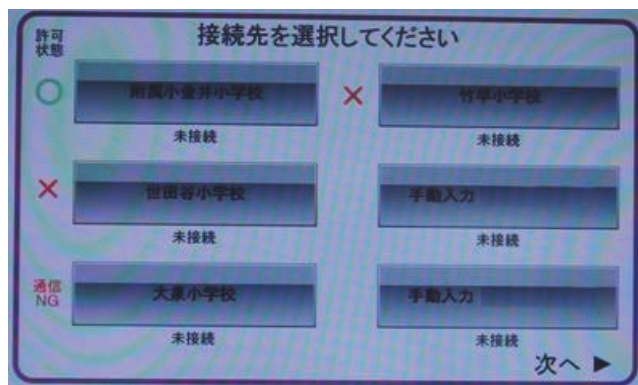 許可
状態
接続先を選択してください
○
附属小金井小学校
未接続
×
竹早小学校
未接続
×
世田谷小学校
未接続
手動入力
未接続
通信
NG
大泉小学校
未接続
手動入力
未接続
次へ ▶